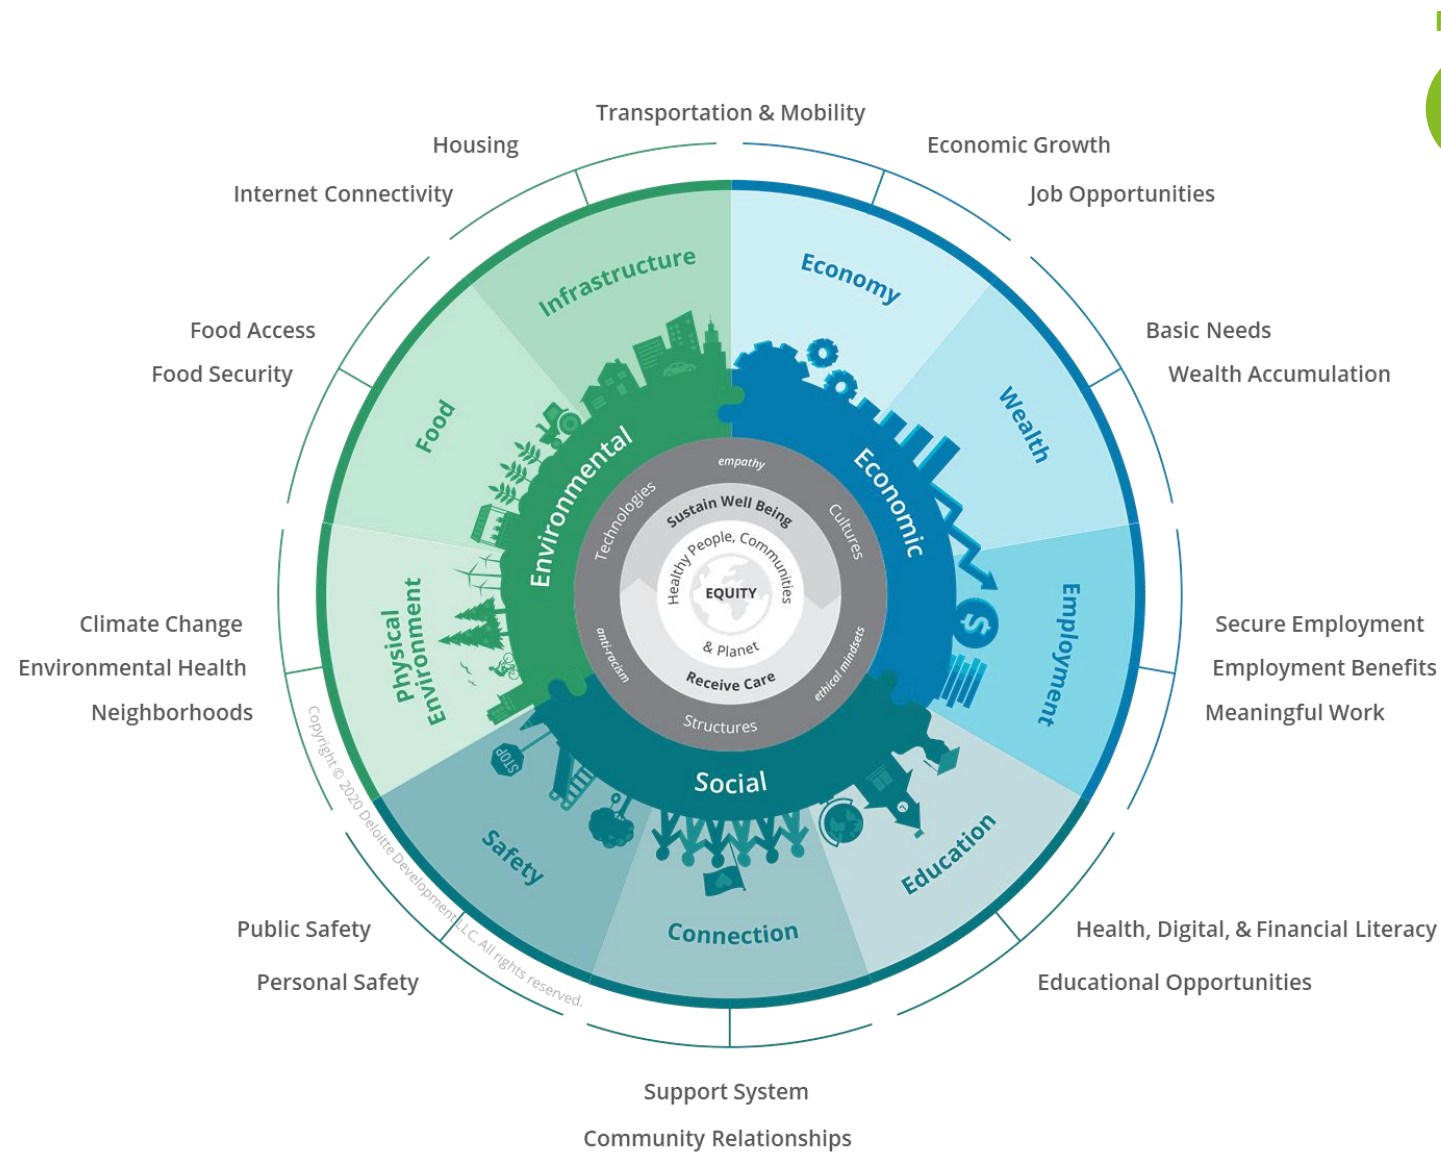 Transportation & Mobility
Housing
Internet Connectivity
Economic Growth
Job Opportunities
Infrastructure
Economy
Food Access
Food Security
Basic Needs
Wealth Accumulation
Food
Wealth
Environmental
Economic
empathy
Technologies
Cultures
Sustain Well Being
Healthy People, Communities
EQUITY
& Planet
Receive Care
anti-racism
ethical mindsets
Structures
Physical
Environment
Employment
$
Climate Change
Environmental Health
Neighborhoods
Secure Employment
Employment Benefits
Meaningful Work
STOP
Social
Safety
Connection
Education
Copyright © 2020 Deloitte Development LLC. All rights reserved.
Public Safety
Personal Safety
Health, Digital, & Financial Literacy
Educational Opportunities
Support System
Community Relationships